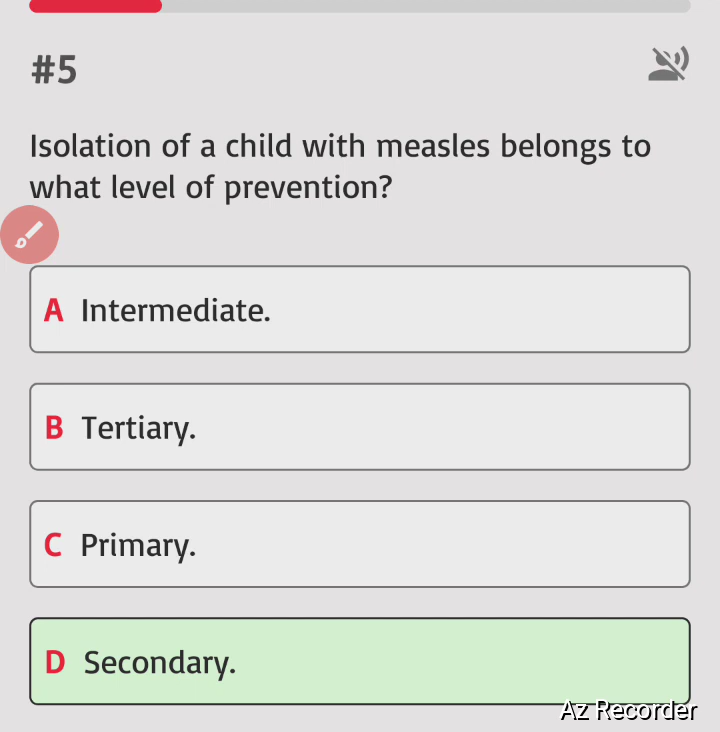 #5
Isolation of a child with measles belongs to
what level of prevention?
A Intermediate.
B Tertiary.
C Primary.
D Secondary.
Az Recorder